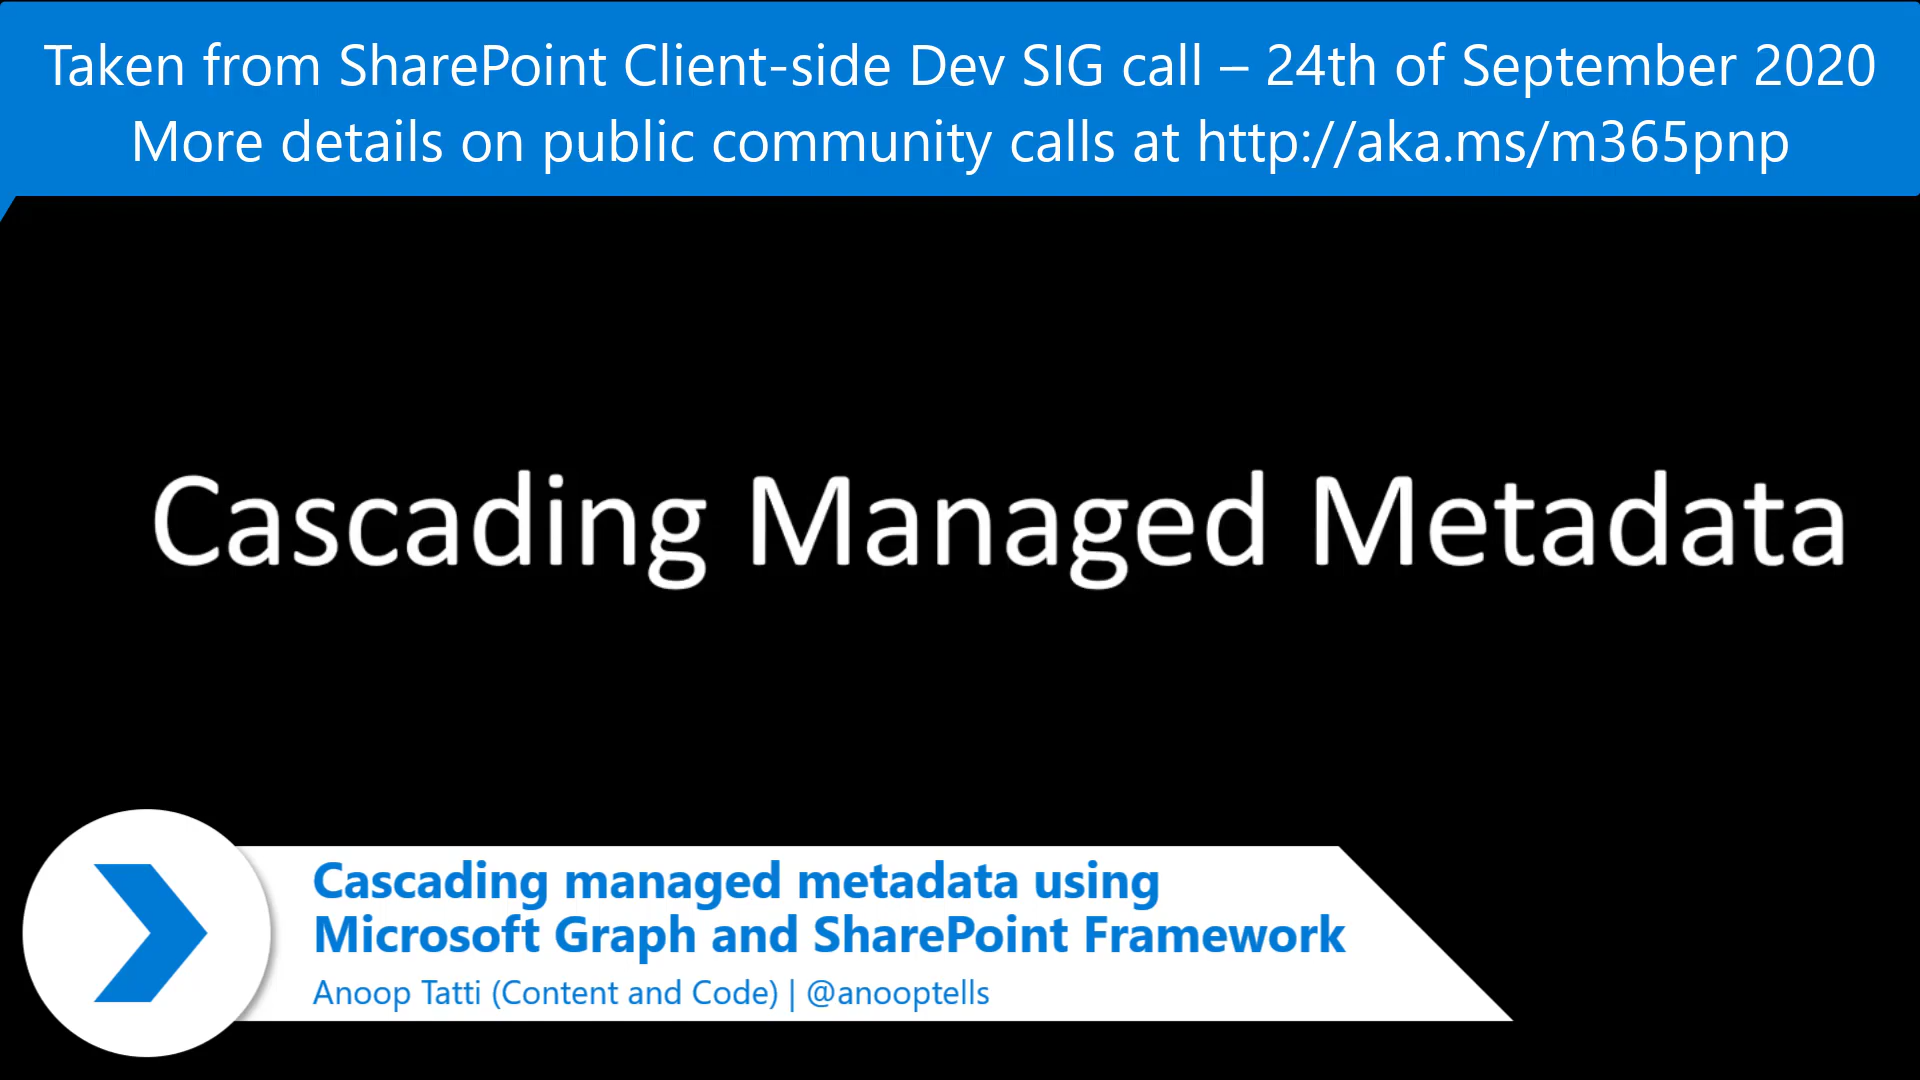 Taken from SharePoint Client-side Dev SIG call – 24th of September 2020
More details on public community calls at http://aka.ms/m365pnp
Cascading Managed Metadata
Cascading managed metadata using
Microsoft Graph and SharePoint Framework
Anoop Tatti (Content and Code) | @anooptells